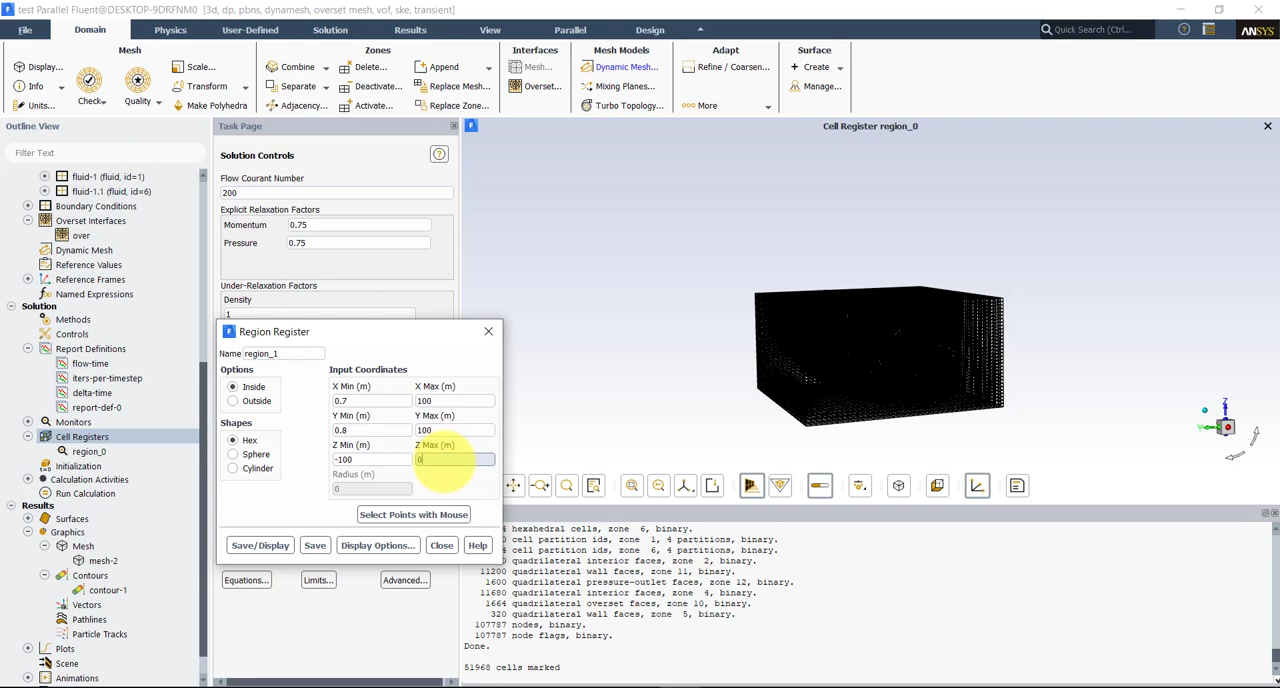 test Parallel Fluent@DESKTOP-9DRFNM0 [3d, dp, pbns, dynamesh, overset mesh, vof, ske, transient]
File Domain Physics User-Defined Solution Results View Parallel Design Quick Search (Ctrl... ANSYS
Mesh Zones Interfaces Mesh Models Adapt Surface
Display... Scale... Combine Delete... Append Mesh... Dynamic Mesh... Refine / Coarsen... Create
Info Check Quality Transform Separate Deactivate... Replace Mesh... Overset... Mixing Planes... Manage...
Units... Make Polyhedra Adjacency... Activate... Replace Zone... Turbo Topology... More
Outline View
Filter Text
fluid-1 (fluid, id=1)
fluid-1.1 (fluid, id=6)
Boundary Conditions
Overset Interfaces
over
Dynamic Mesh
Reference Values
Reference Frames
Named Expressions
Solution
Methods
Controls
Report Definitions
flow-time
iters-per-timestep
delta-time
report-def-0
Monitors
Cell Registers
region_0
Initialization
Calculation Activities
Run Calculation
Results
Surfaces
Graphics
Mesh
mesh-2
Contours
contour-1
Vectors
Pathlines
Particle Tracks
Plots
Scene
Animations
Task Page
Solution Controls
Flow Courant Number
200
Explicit Relaxation Factors
Momentum 0.75
Pressure 0.75
Under-Relaxation Factors
Density
1
Region Register
Name region_1
Options
Inside
Outside
Shapes
Hex
Sphere
Cylinder
Input Coordinates
X Min (m) X Max (m)
0.7 100
Y Min (m) Y Max (m)
0.8 100
Z Min (m) Z Max (m)
-100 0
Radius (m)
0
Select Points with Mouse
Save/Display Save Display Options... Close Help
Equations... Limits... Advanced...
Cell Register region_0
Z
Y
hexahedral cells, zone 6, binary.
cell partition ids, zone 1, 4 partitions, binary.
cell partition ids, zone 6, 4 partitions, binary.
quadrilateral interior faces, zone 2, binary.
11200 quadrilateral wall faces, zone 11, binary.
1600 quadrilateral pressure-outlet faces, zone 12, binary.
11680 quadrilateral interior faces, zone 4, binary.
1664 quadrilateral overset faces, zone 10, binary.
320 quadrilateral wall faces, zone 5, binary.
107787 nodes, binary.
107787 node flags, binary.
Done.
51968 cells marked